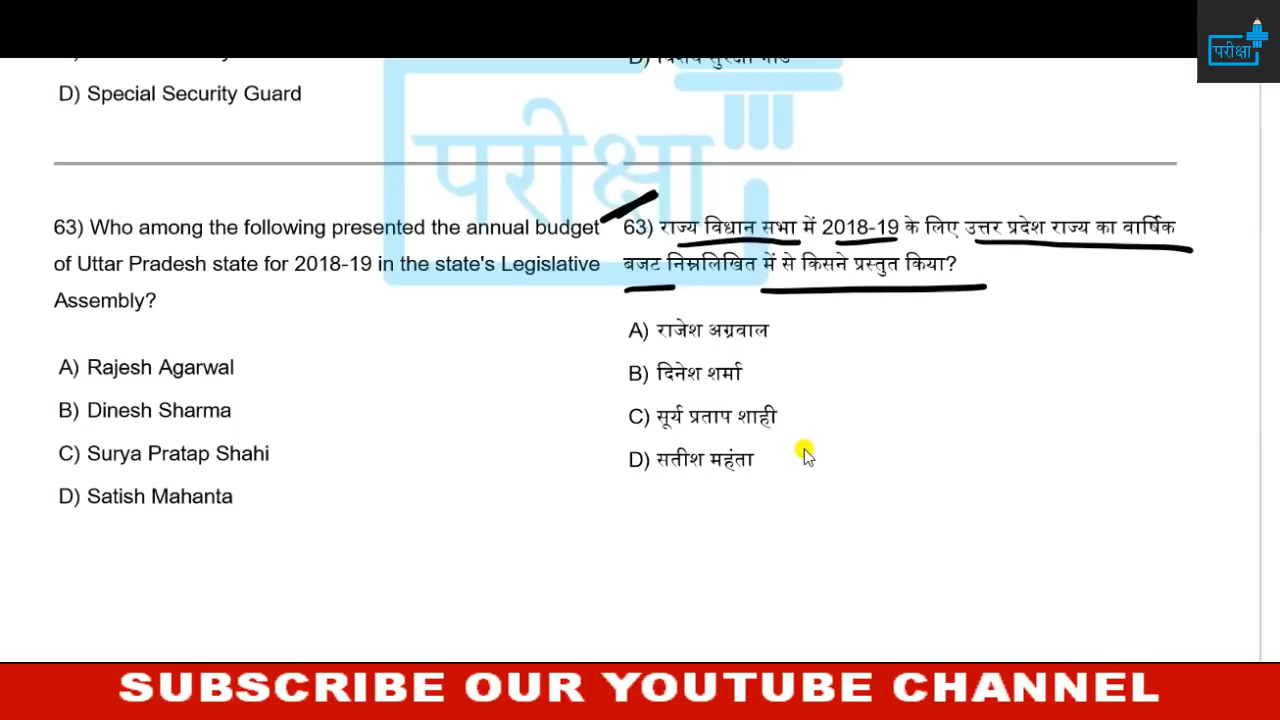 परीक्षा
D) Special Security Guard
परीक्षा
63) Who among the following presented the annual budget
of Uttar Pradesh state for 2018-19 in the state's Legislative
Assembly?
A) Rajesh Agarwal
B) Dinesh Sharma
C) Surya Pratap Shahi
D) Satish Mahanta
63) राज्य विधान सभा में 2018-19 के लिए उत्तर प्रदेश राज्य का वार्षिक
बजट निम्नलिखित में से किसने प्रस्तुत किया?
A) राजेश अग्रवाल
B) दिनेश शर्मा
C) सूर्य प्रताप शाही
D) सतीश महंता
SUBSCRIBE OUR YOUTUBE CHANNEL